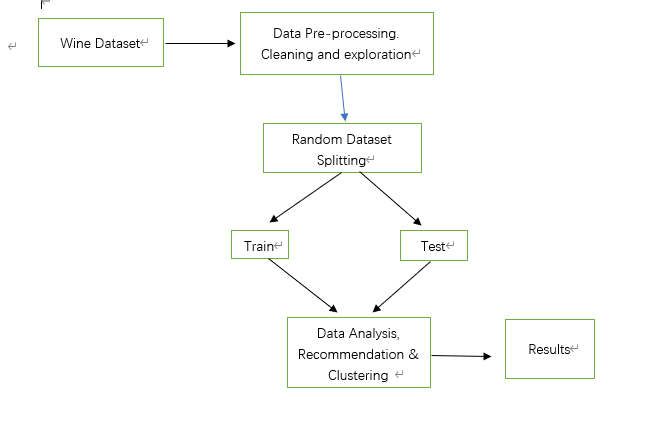 Wine Dataset
Data Pre-processing.
Cleaning and exploration
Random Dataset
Splitting
Train
Test
Data Analysis,
Recommendation &
Clustering
Results